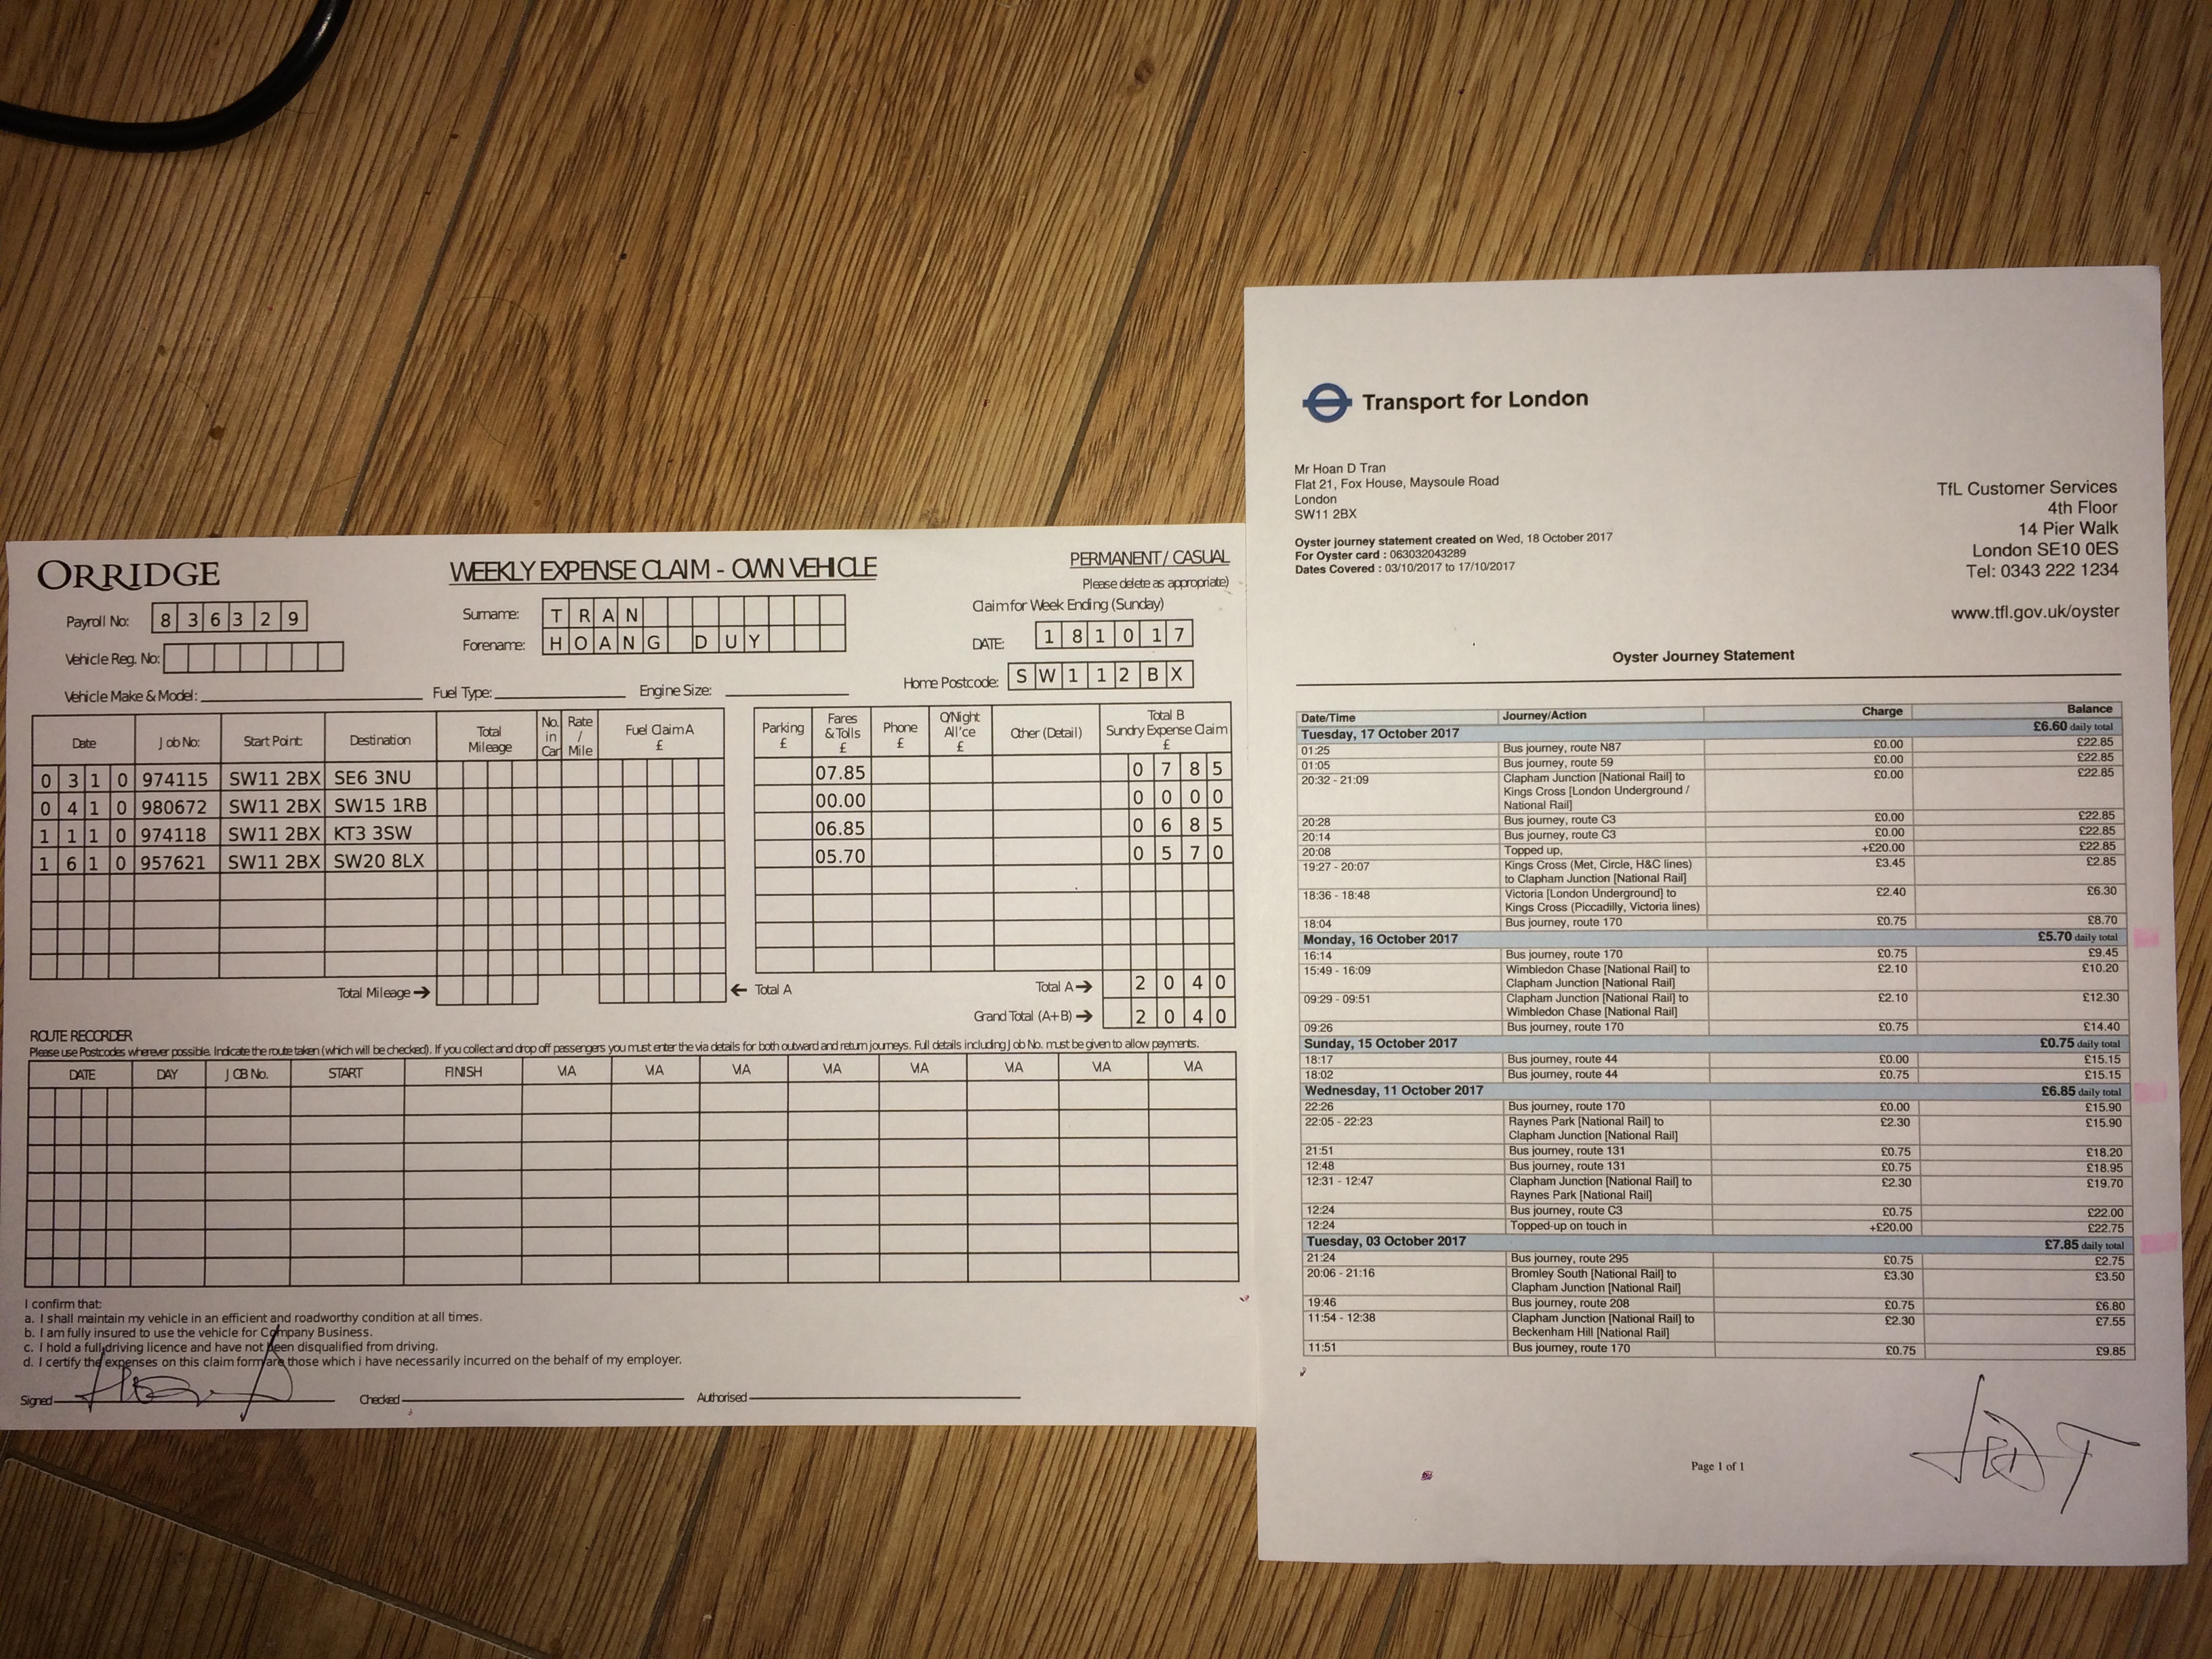 ORRIDGE
WEEKLY EXPENSE CLAIM - OWN VEHICLE
PERMANENT / CASUAL
Please delete as appropriate)
Payroll No: 8 3 6 3 2 9
Surname: T R A N
Claim for Week Ending (Sunday)
Vehicle Reg. No:
Forename: H O A N G D U Y
DATE: 1 8 1 0 1 7
Vehicle Make & Model: Fuel Type: Engine Size: Home Postcode: S W 1 1 2 B X
Date Job No: Start Point: Destination Total Mileage No. in Car Rate / Mile Fuel Claim A £ Parking £ Fares & Tolls £ Phone £ O'Night All'ce £ Other (Detail) Total B Sundry Expense Claim £
0 3 1 0 974115 SW11 2BX SE6 3NU 07.85 0 7 8 5
0 4 1 0 980672 SW11 2BX SW15 1RB 00.00 0 0 0 0
1 1 1 0 974118 SW11 2BX KT3 3SW 06.85 0 6 8 5
1 6 1 0 957621 SW11 2BX SW20 8LX 05.70 0 5 7 0
Total Mileage → ← Total A Total A → 2 0 4 0
Grand Total (A+B) → 2 0 4 0
ROUTE RECORDER
Please use Postcodes wherever possible. Indicate the route taken (which will be checked). If you collect and drop off passengers you must enter the via details for both outward and return journeys. Full details including Job No. must be given to allow payments.
DATE DAY JOB No. START FINISH VIA VIA VIA VIA VIA VIA VIA VIA
I confirm that:
a. I shall maintain my vehicle in an efficient and roadworthy condition at all times.
b. I am fully insured to use the vehicle for Company Business.
c. I hold a full driving licence and have not been disqualified from driving.
d. I certify the expenses on this claim form are those which i have necessarily incurred on the behalf of my employer.
Signed Checked Authorised
Transport for London
Mr Hoan D Tran
Flat 21, Fox House, Maysoule Road
London
SW11 2BX
TfL Customer Services
4th Floor
14 Pier Walk
London SE10 0ES
Tel: 0343 222 1234
www.tfl.gov.uk/oyster
Oyster journey statement created on Wed, 18 October 2017
For Oyster card : 063032043289
Dates Covered : 03/10/2017 to 17/10/2017
Oyster Journey Statement
Date/Time Journey/Action Charge Balance
Tuesday, 17 October 2017 £6.60 daily total
01:25 Bus journey, route N87 £0.00 £22.85
01:05 Bus journey, route 59 £0.00 £22.85
20:32 - 21:09 Clapham Junction [National Rail] to £0.00 £22.85
Kings Cross [London Underground /
National Rail]
20:28 Bus journey, route C3 £0.00 £22.85
20:14 Bus journey, route C3 £0.00 £22.85
20:08 Topped up, +£20.00 £22.85
19:27 - 20:07 Kings Cross (Met, Circle, H&C lines) £3.45 £2.85
to Clapham Junction [National Rail]
18:36 - 18:48 Victoria [London Underground] to £2.40 £6.30
Kings Cross (Piccadilly, Victoria lines)
18:04 Bus journey, route 170 £0.75 £8.70
Monday, 16 October 2017 £5.70 daily total
16:14 Bus journey, route 170 £0.75 £9.45
15:49 - 16:09 Wimbledon Chase [National Rail] to £2.10 £10.20
Clapham Junction [National Rail]
09:29 - 09:51 Clapham Junction [National Rail] to £2.10 £12.30
Wimbledon Chase [National Rail]
09:26 Bus journey, route 170 £0.75 £14.40
Sunday, 15 October 2017 £0.75 daily total
18:17 Bus journey, route 44 £0.00 £15.15
18:02 Bus journey, route 44 £0.75 £15.15
Wednesday, 11 October 2017 £6.85 daily total
22:26 Bus journey, route 170 £0.00 £15.90
22:05 - 22:23 Raynes Park [National Rail] to £2.30 £15.90
Clapham Junction [National Rail]
21:51 Bus journey, route 131 £0.75 £18.20
12:48 Bus journey, route 131 £0.75 £18.95
12:31 - 12:47 Clapham Junction [National Rail] to £2.30 £19.70
Raynes Park [National Rail]
12:24 Bus journey, route C3 £0.75 £22.00
12:24 Topped-up on touch in +£20.00 £22.75
Tuesday, 03 October 2017 £7.85 daily total
21:24 Bus journey, route 295 £0.75 £2.75
20:06 - 21:16 Bromley South [National Rail] to £3.30 £3.50
Clapham Junction [National Rail]
19:46 Bus journey, route 208 £0.75 £6.80
11:54 - 12:38 Clapham Junction [National Rail] to £2.30 £7.55
Beckenham Hill [National Rail]
11:51 Bus journey, route 170 £0.75 £9.85
Page 1 of 1